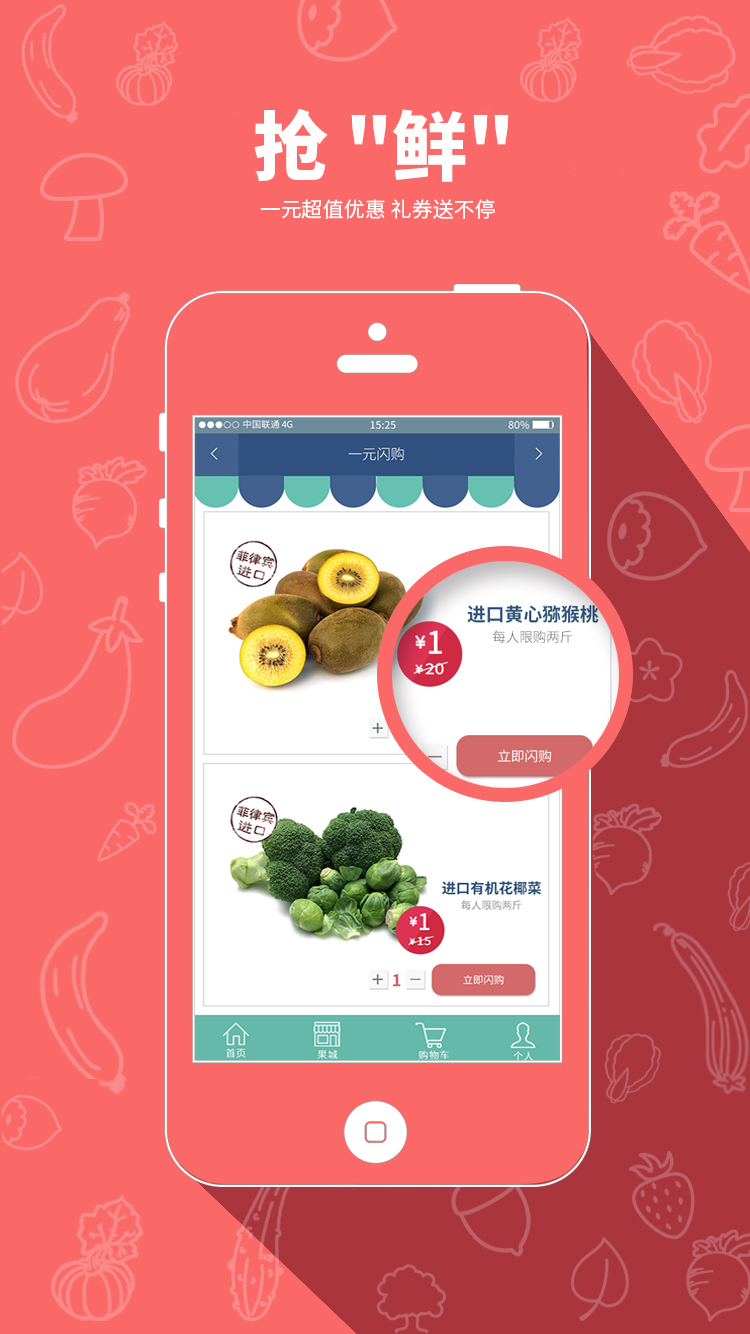 抢 "鲜"
一元超值优惠 礼券送不停
中国联通 4G 15:25 80%
一元闪购
菲律宾
进口
进口黄心猕猴桃
每人限购两斤
¥1
¥20
+ −
立即闪购
菲律宾
进口
进口有机花椰菜
每人限购两斤
¥1
¥15
+ 1 −
立即闪购
首页 果城 购物车 个人